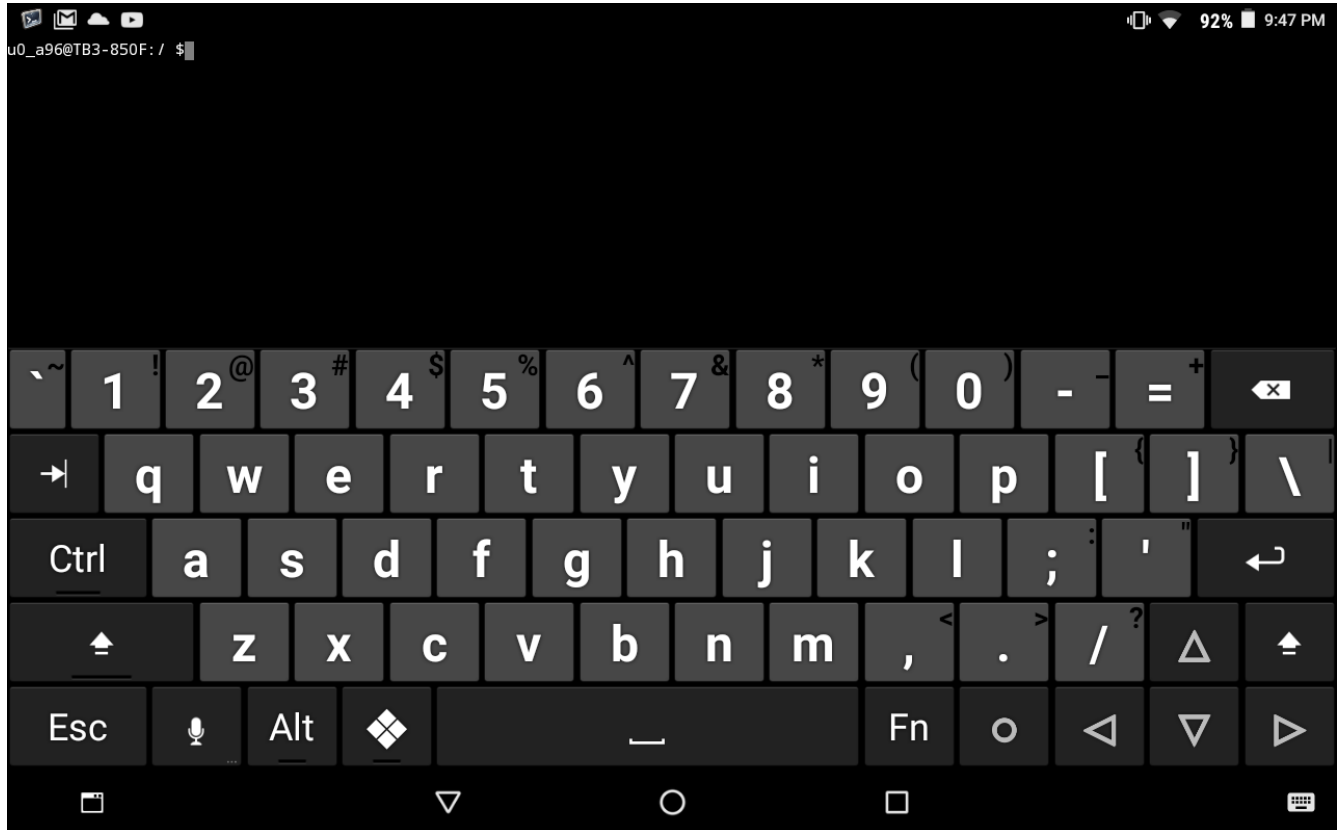 92% 9:47 PM
u0_a96@TB3-850F:/ $
` ~ 1 ! 2 @ 3 # 4 $ 5 % 6 ^ 7 & 8 * 9 ( 0 ) - _ = +
q w e r t y u i o p [ { ] } \ |
Ctrl a s d f g h j k l ; : ' "
z x c v b n m , < . > / ?
Esc ... Alt Fn